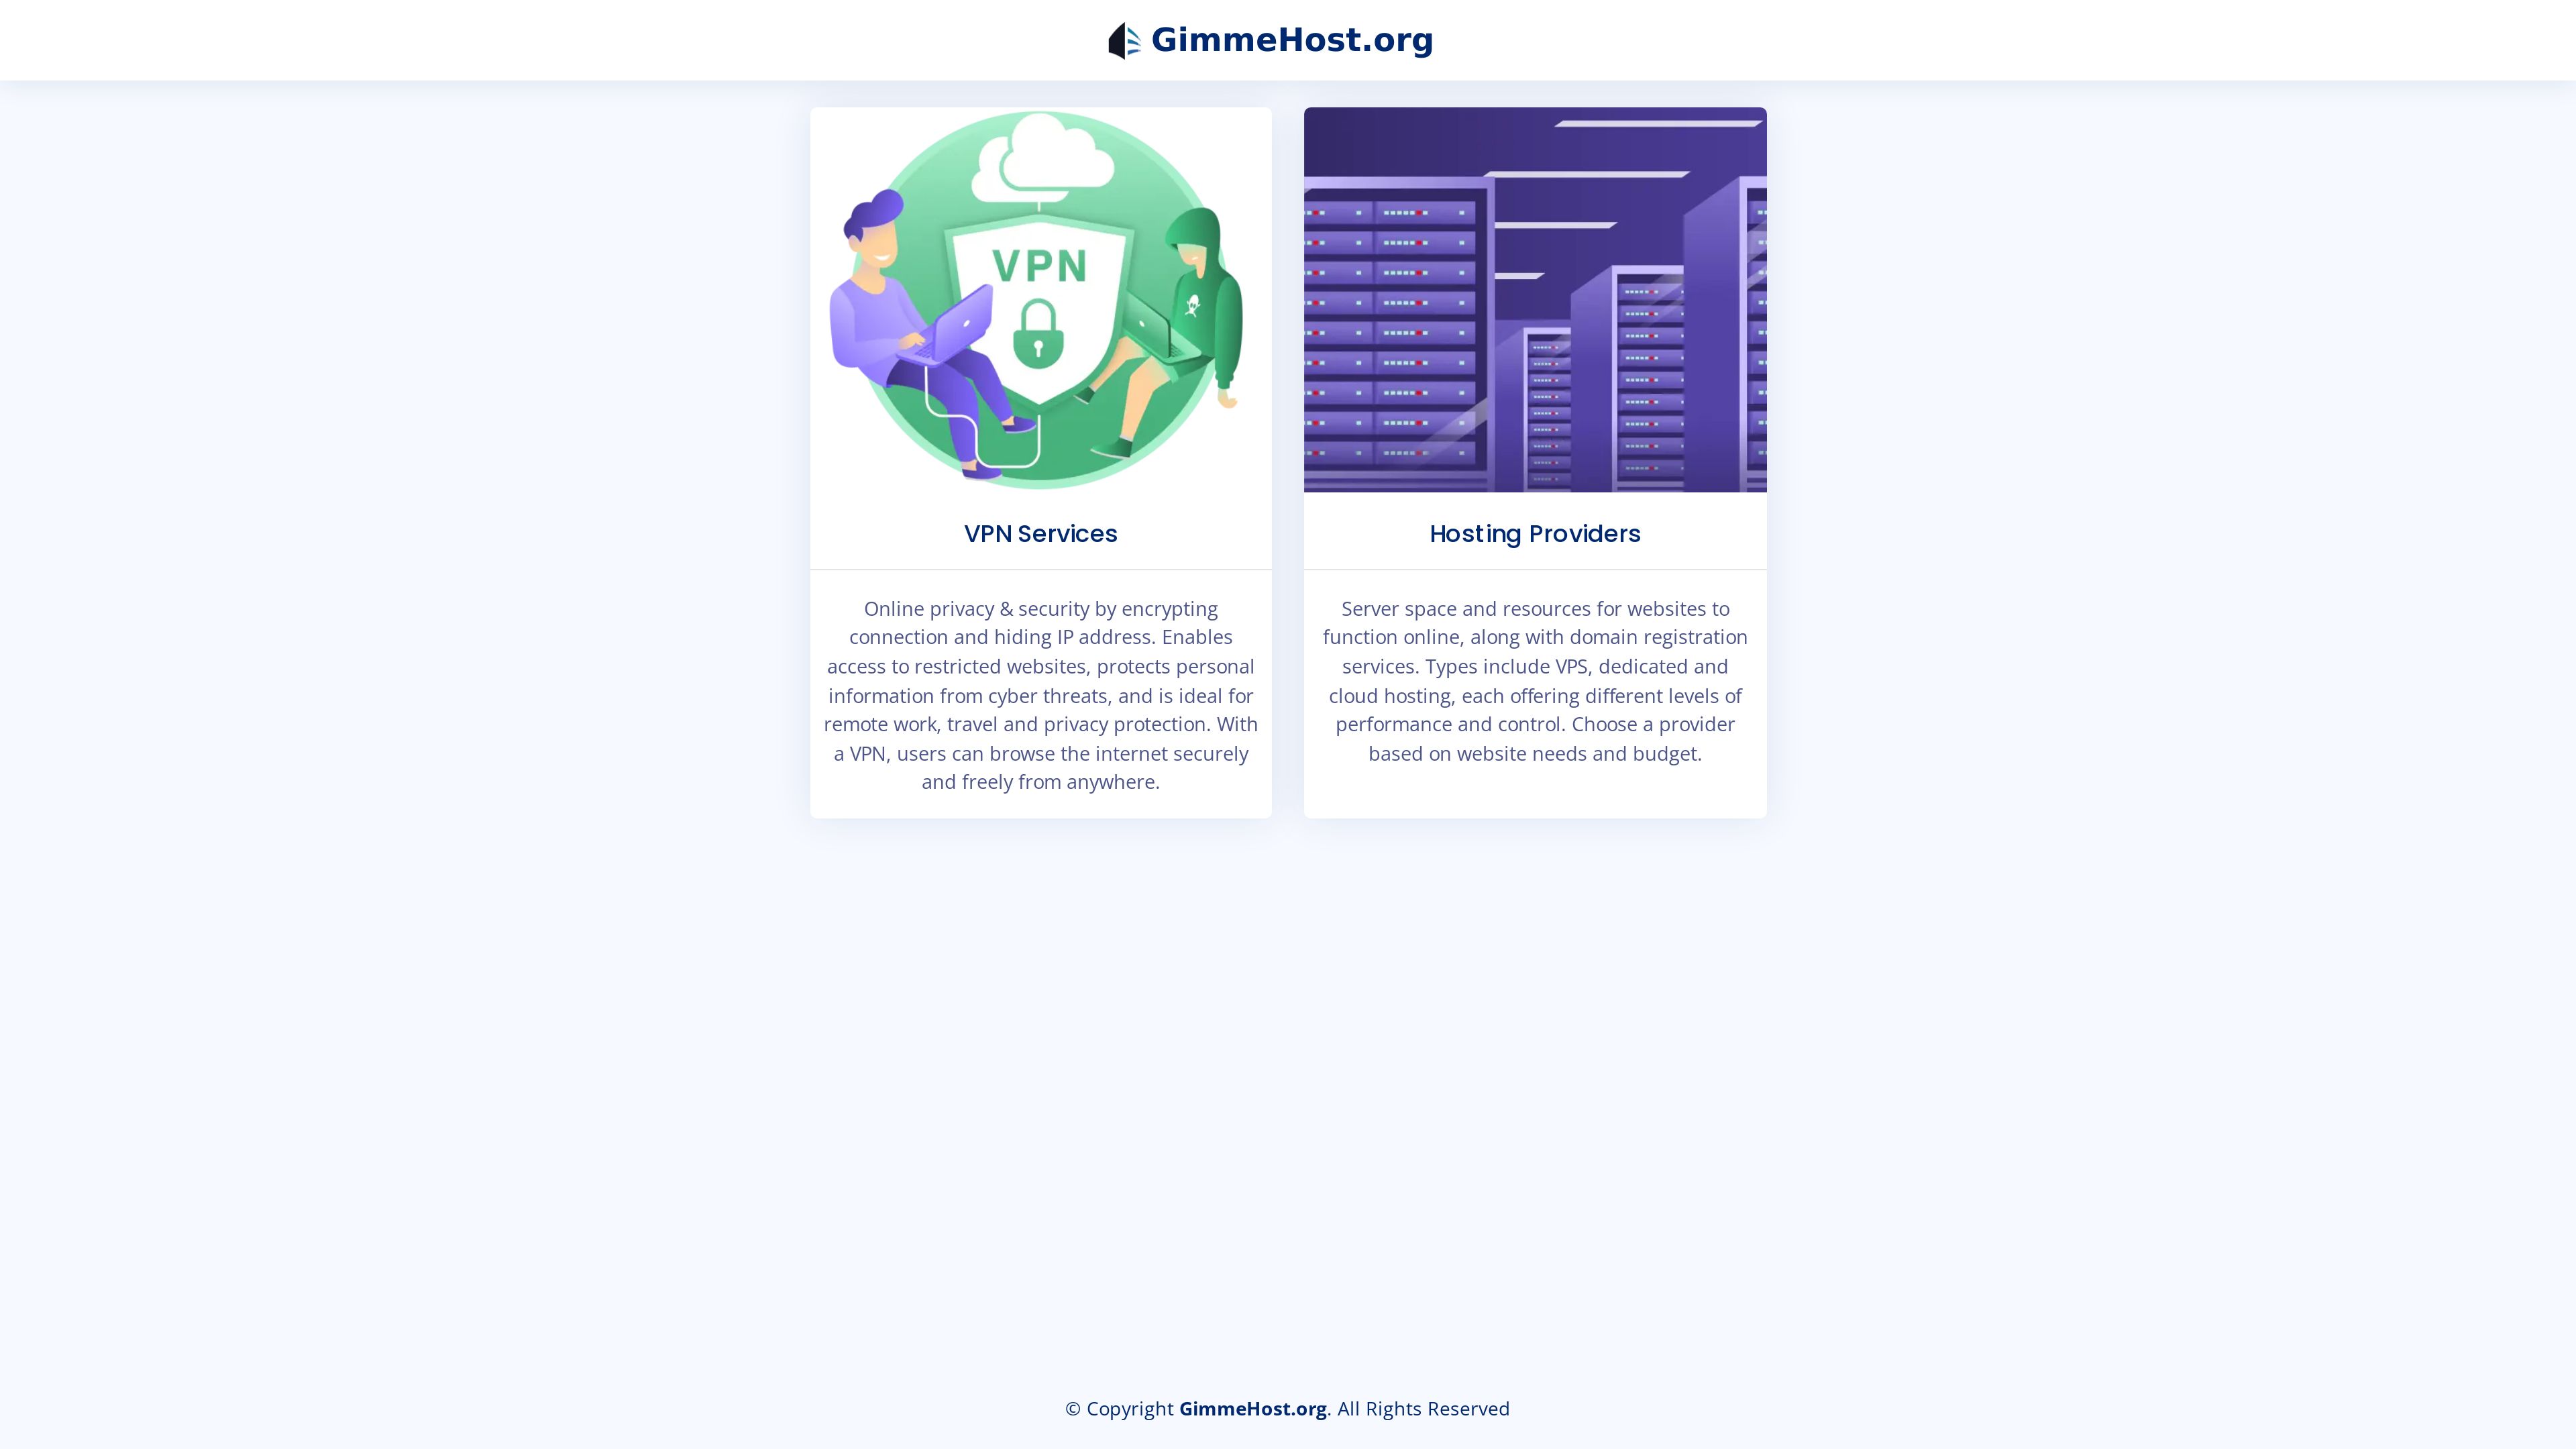 GimmeHost.org
VPN
VPN Services
Online privacy & security by encrypting
connection and hiding IP address. Enables
access to restricted websites, protects personal
information from cyber threats, and is ideal for
remote work, travel and privacy protection. With
a VPN, users can browse the internet securely
and freely from anywhere.
Hosting Providers
Server space and resources for websites to
function online, along with domain registration
services. Types include VPS, dedicated and
cloud hosting, each offering different levels of
performance and control. Choose a provider
based on website needs and budget.
© Copyright GimmeHost.org. All Rights Reserved